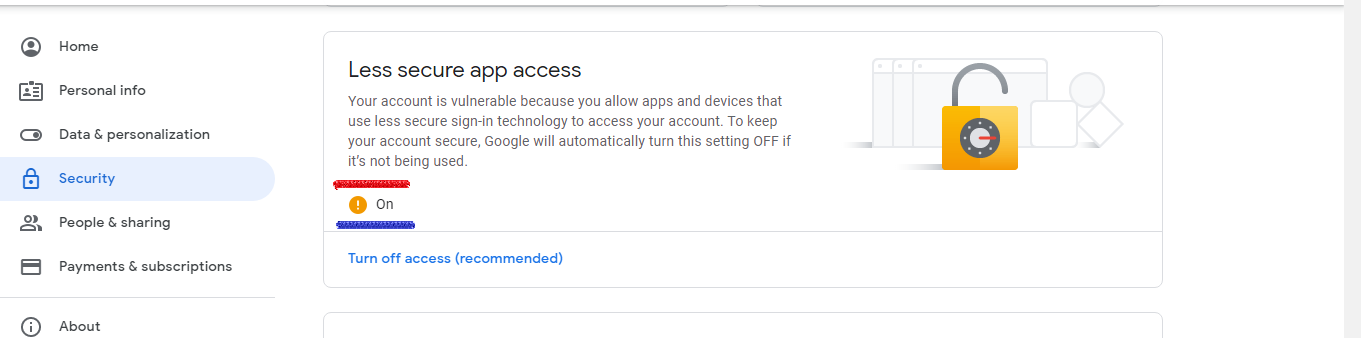 Home
Personal info
Data & personalization
Security
People & sharing
Payments & subscriptions
About
Less secure app access
Your account is vulnerable because you allow apps and devices that
use less secure sign-in technology to access your account. To keep
your account secure, Google will automatically turn this setting OFF if
it's not being used.
On
Turn off access (recommended)